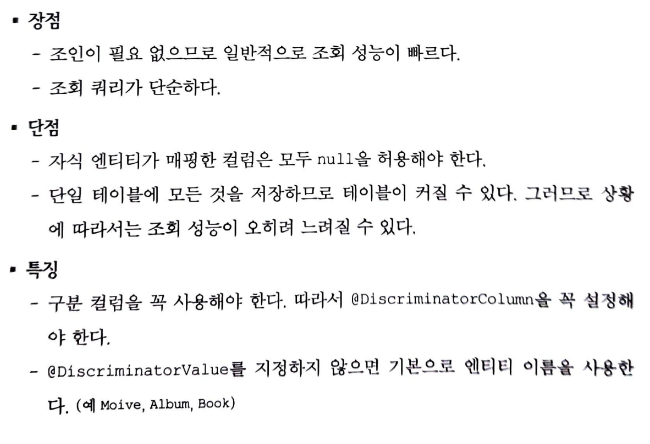 ▪ 장점
- 조인이 필요 없으므로 일반적으로 조회 성능이 빠르다.
- 조회 쿼리가 단순하다.
▪ 단점
- 자식 엔티티가 매핑한 컬럼은 모두 null을 허용해야 한다.
- 단일 테이블에 모든 것을 저장하므로 테이블이 커질 수 있다. 그러므로 상황
에 따라서는 조회 성능이 오히려 느려질 수 있다.
▪ 특징
- 구분 컬럼을 꼭 사용해야 한다. 따라서 @DiscriminatorColumn을 꼭 설정해
야 한다.
- @DiscriminatorValue를 지정하지 않으면 기본으로 엔티티 이름을 사용한
다. (예 Moive, Album, Book)